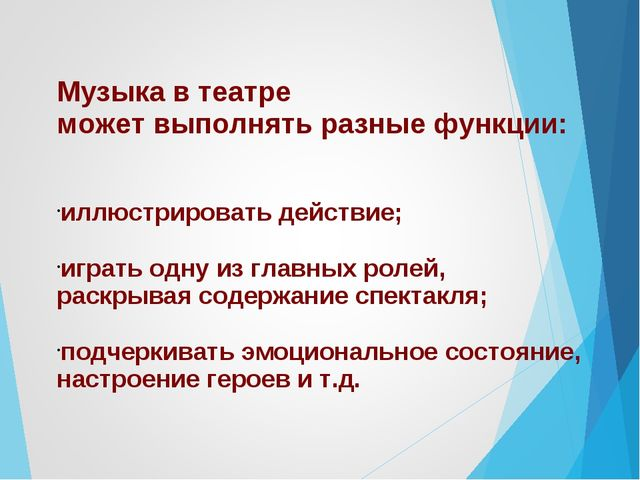 Музыка в театре
может выполнять разные функции:
·иллюстрировать действие;
·играть одну из главных ролей,
раскрывая содержание спектакля;
·подчеркивать эмоциональное состояние,
настроение героев и т.д.